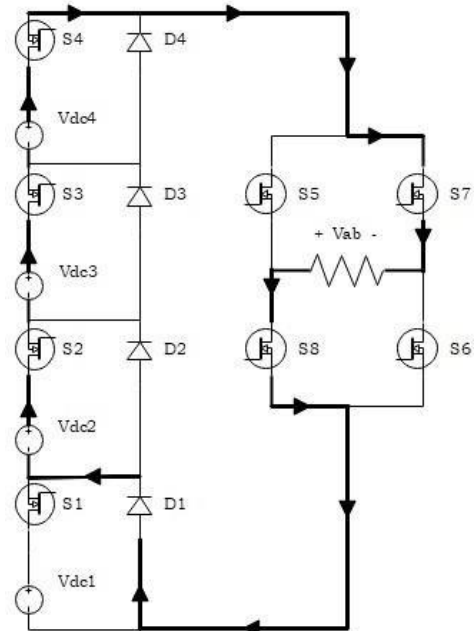 S4 D4
Vdc4
S3 D3 S5 S7
+ Vab -
Vdc3
S2 D2 S8 S6
Vdc2
S1 D1
Vdc1